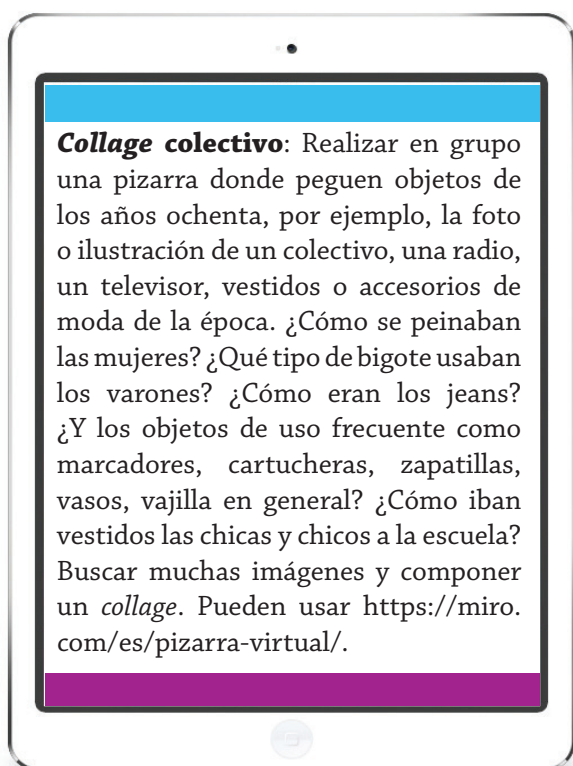 Collage colectivo: Realizar en grupo
una pizarra donde peguen objetos de
los años ochenta, por ejemplo, la foto
o ilustración de un colectivo, una radio,
un televisor, vestidos o accesorios de
moda de la época. ¿Cómo se peinaban
las mujeres? ¿Qué tipo de bigote usaban
los varones? ¿Cómo eran los jeans?
¿Y los objetos de uso frecuente como
marcadores, cartucheras, zapatillas,
vasos, vajilla en general? ¿Cómo iban
vestidos las chicas y chicos a la escuela?
Buscar muchas imágenes y componer
un collage. Pueden usar https://miro.
com/es/pizarra-virtual/.